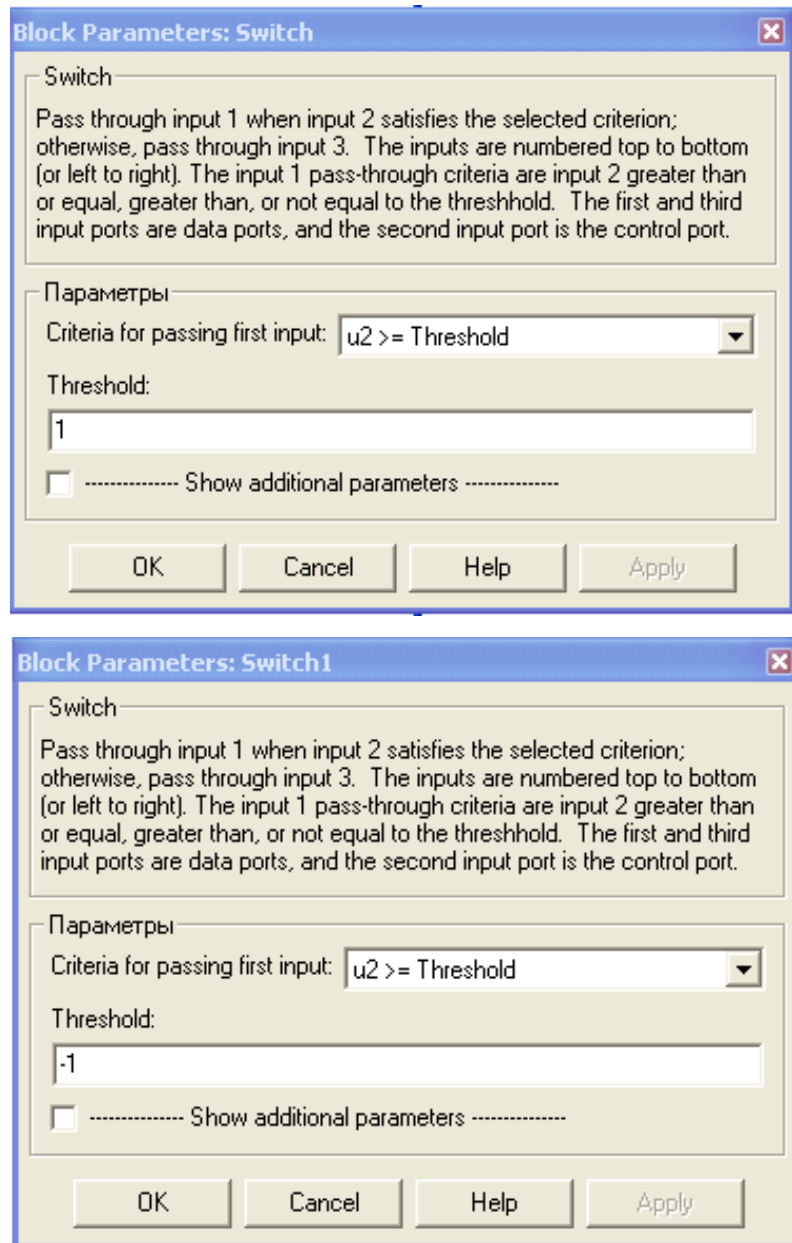 Block Parameters: Switch
Switch
Pass through input 1 when input 2 satisfies the selected criterion;
otherwise, pass through input 3. The inputs are numbered top to bottom
(or left to right). The input 1 pass-through criteria are input 2 greater than
or equal, greater than, or not equal to the threshhold. The first and third
input ports are data ports, and the second input port is the control port.
Параметры
Criteria for passing first input: u2 >= Threshold
Threshold:
1
--------------- Show additional parameters ---------------
OK Cancel Help Apply
Block Parameters: Switch1
Switch
Pass through input 1 when input 2 satisfies the selected criterion;
otherwise, pass through input 3. The inputs are numbered top to bottom
(or left to right). The input 1 pass-through criteria are input 2 greater than
or equal, greater than, or not equal to the threshhold. The first and third
input ports are data ports, and the second input port is the control port.
Параметры
Criteria for passing first input: u2 >= Threshold
Threshold:
-1
--------------- Show additional parameters ---------------
OK Cancel Help Apply